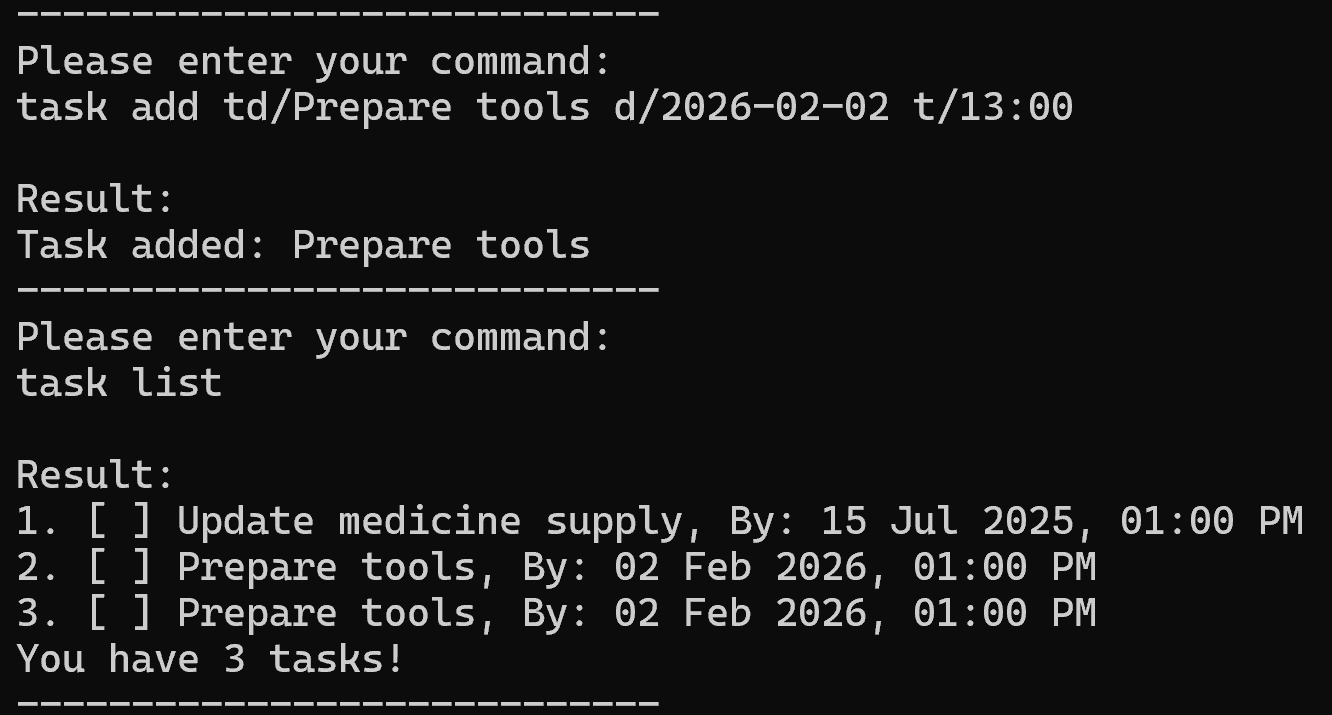 ----------------------------
Please enter your command:
task add td/Prepare tools d/2026-02-02 t/13:00
Result:
Task added: Prepare tools
----------------------------
Please enter your command:
task list
Result:
1. [ ] Update medicine supply, By: 15 Jul 2025, 01:00 PM
2. [ ] Prepare tools, By: 02 Feb 2026, 01:00 PM
3. [ ] Prepare tools, By: 02 Feb 2026, 01:00 PM
You have 3 tasks!
----------------------------